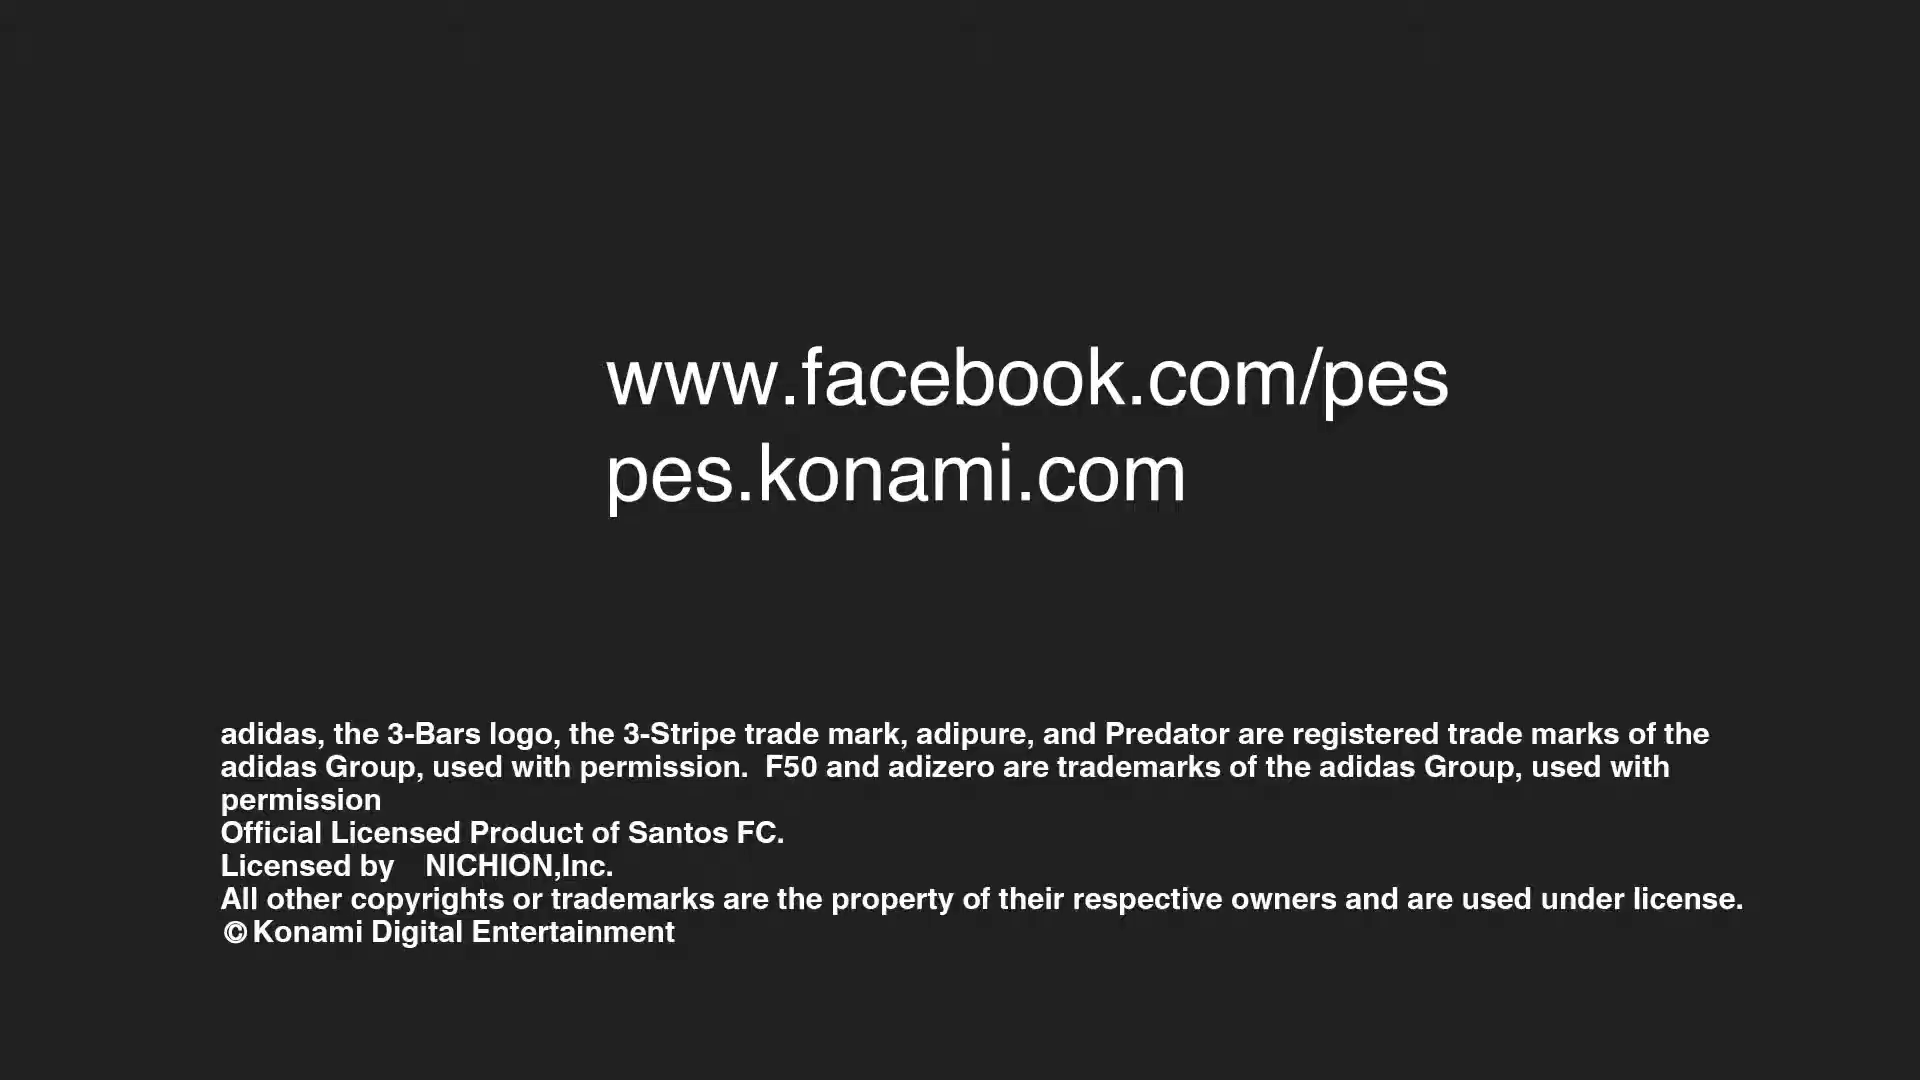 www.facebook.com/pes
pes.konami.com
adidas, the 3-Bars logo, the 3-Stripe trade mark, adipure, and Predator are registered trade marks of the
adidas Group, used with permission.  F50 and adizero are trademarks of the adidas Group, used with
permission
Official Licensed Product of Santos FC.
Licensed by　NICHION,Inc.
All other copyrights or trademarks are the property of their respective owners and are used under license.
©Konami Digital Entertainment